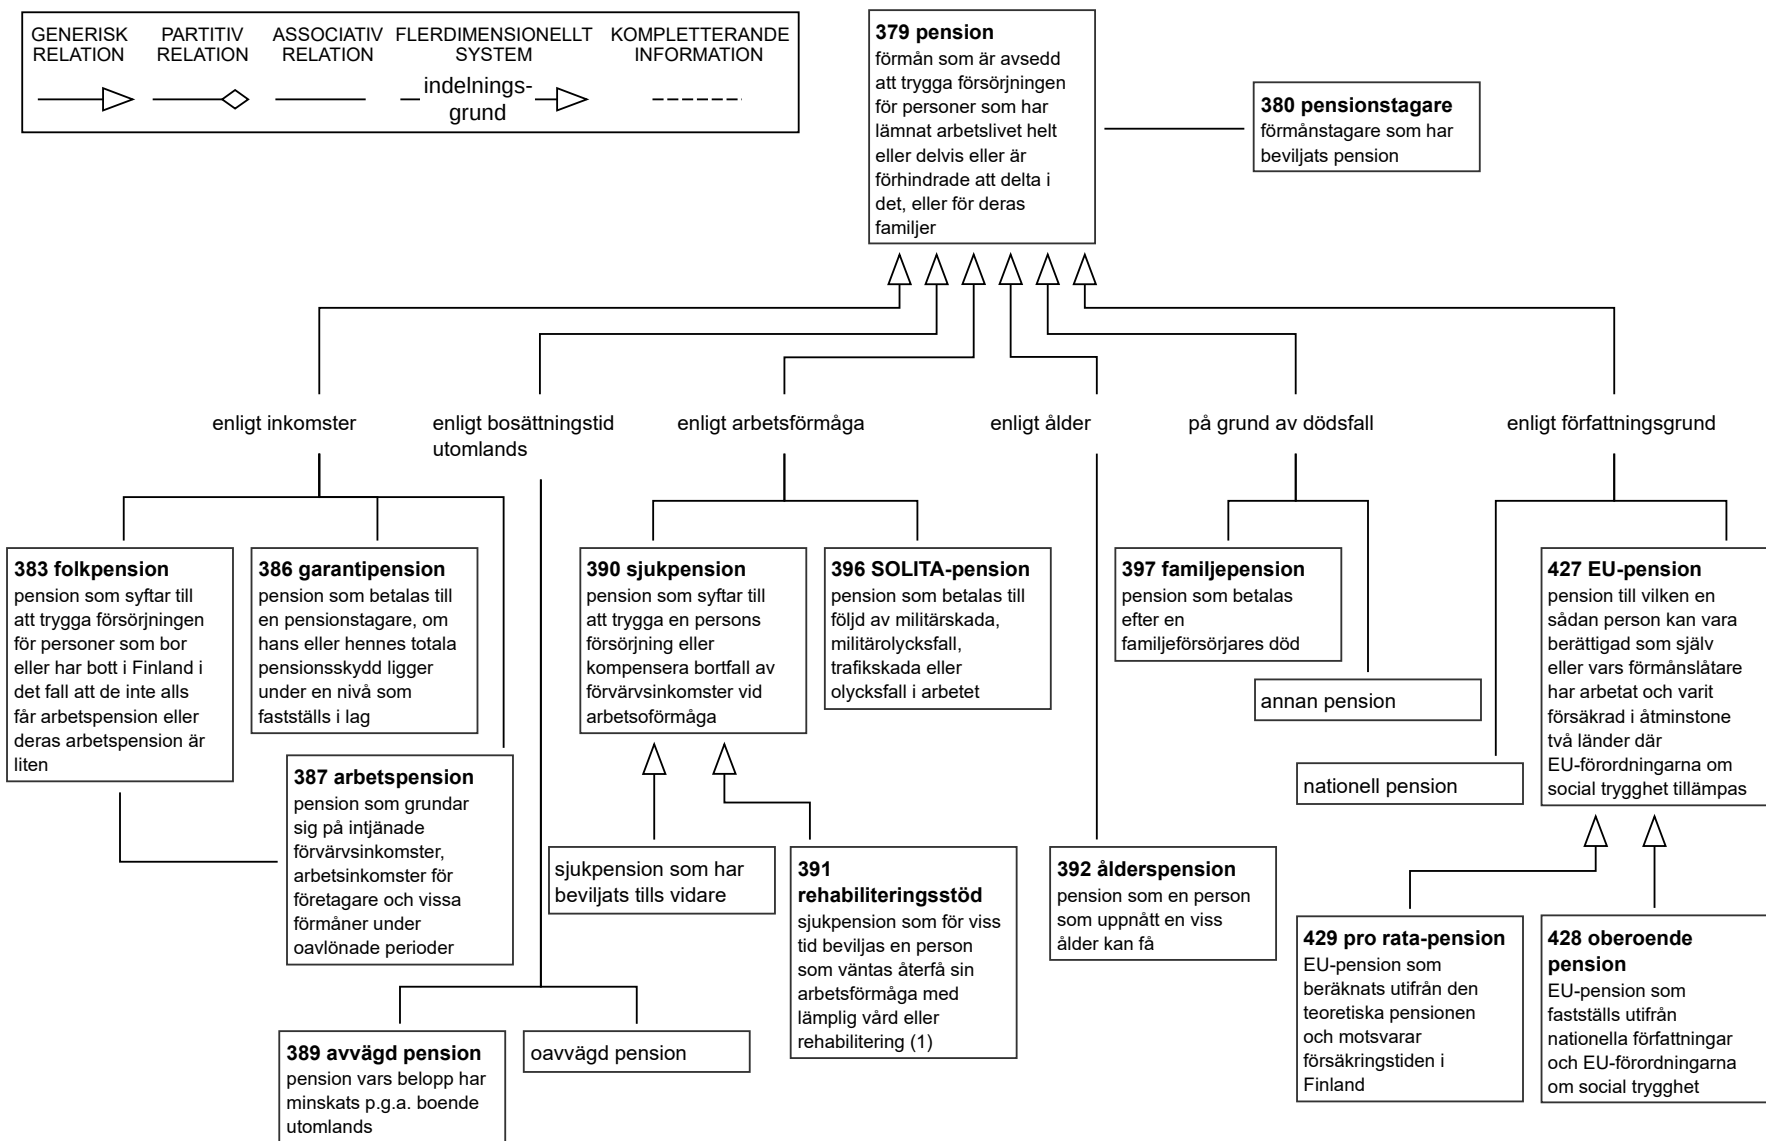 GENERISK
RELATION
PARTITIV
RELATION
ASSOCIATIV
RELATION
FLERDIMENSIONELLT
SYSTEM
KOMPLETTERANDE
INFORMATION
indelnings-
grund
379 pension
förmån som är avsedd
att trygga försörjningen
för personer som har
lämnat arbetslivet helt
eller delvis eller är
förhindrade att delta i
det, eller för deras
familjer
380 pensionstagare
förmånstagare som har
beviljats pension
enligt inkomster
enligt bosättningstid
utomlands
enligt arbetsförmåga
enligt ålder
på grund av dödsfall
enligt författningsgrund
383 folkpension
pension som syftar till
att trygga försörjningen
för personer som bor
eller har bott i Finland i
det fall att de inte alls
får arbetspension eller
deras arbetspension är
liten
386 garantipension
pension som betalas till
en pensionstagare, om
hans eller hennes totala
pensionsskydd ligger
under en nivå som
fastställs i lag
387 arbetspension
pension som grundar
sig på intjänade
förvärvsinkomster,
arbetsinkomster för
företagare och vissa
förmåner under
oavlönade perioder
389 avvägd pension
pension vars belopp har
minskats p.g.a. boende
utomlands
oavvägd pension
390 sjukpension
pension som syftar till
att trygga en persons
försörjning eller
kompensera bortfall av
förvärvsinkomster vid
arbetsoförmåga
396 SOLITA-pension
pension som betalas till
följd av militärskada,
militärolycksfall,
trafikskada eller
olycksfall i arbetet
sjukpension som har
beviljats tills vidare
391
rehabiliteringsstöd
sjukpension som för viss
tid beviljas en person
som väntas återfå sin
arbetsförmåga med
lämplig vård eller
rehabilitering (1)
392 ålderspension
pension som en person
som uppnått en viss
ålder kan få
397 familjepension
pension som betalas
efter en
familjeförsörjares död
annan pension
nationell pension
427 EU-pension
pension till vilken en
sådan person kan vara
berättigad som själv
eller vars förmånslåtare
har arbetat och varit
försäkrad i åtminstone
två länder där
EU-förordningarna om
social trygghet tillämpas
429 pro rata-pension
EU-pension som
beräknats utifrån den
teoretiska pensionen
och motsvarar
försäkringstiden i
Finland
428 oberoende
pension
EU-pension som
fastställs utifrån
nationella författningar
och EU-förordningarna
om social trygghet